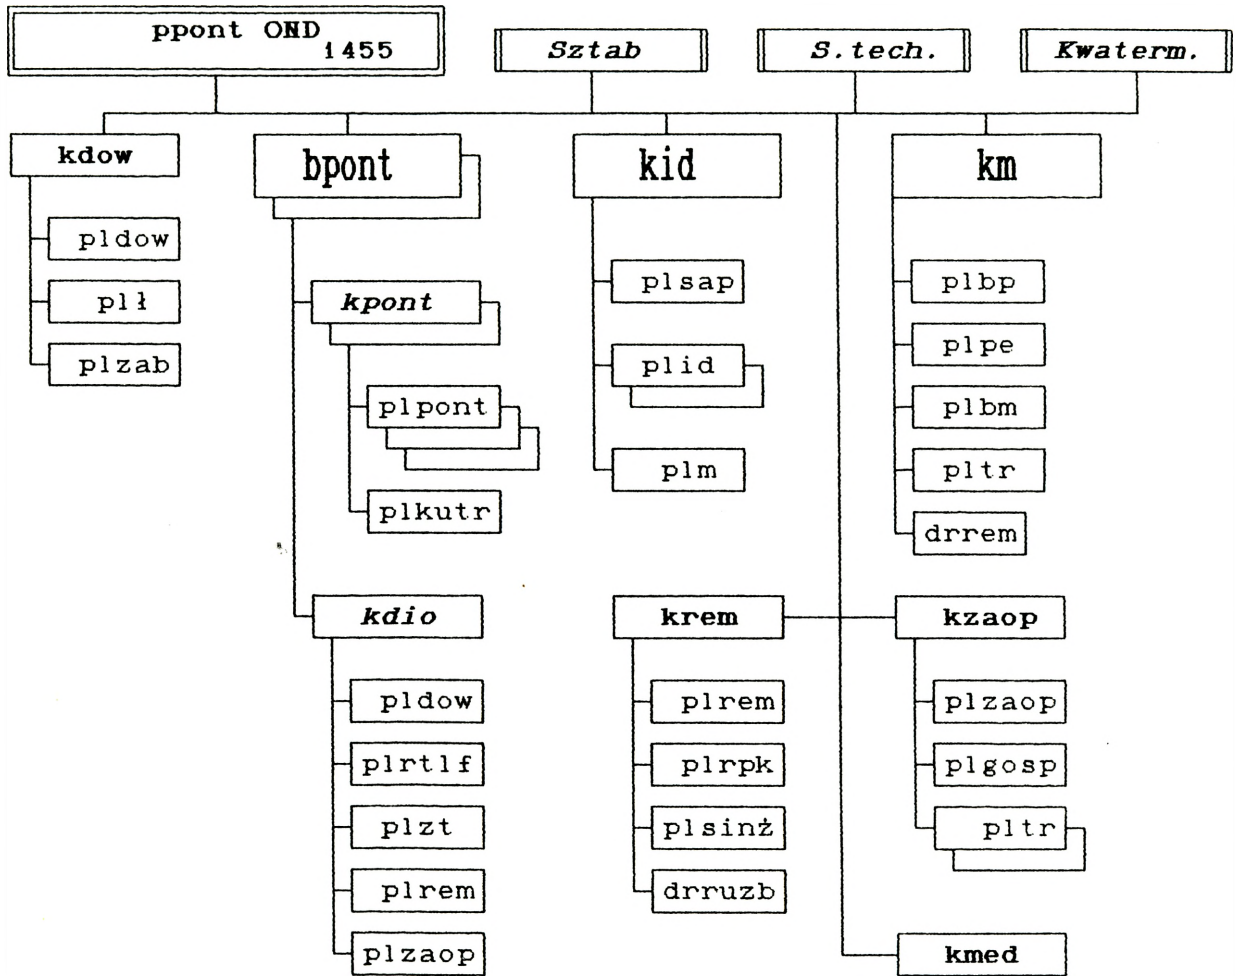 ppont OND
1455
Sztab
S.tech.
Kwaterm.
kdow
pldow
plł
plzab
bpont
kpont
plpont
plkutr
kdio
pldow
plrtlf
plzt
plrem
plzaop
kid
plsap
plid
plm
km
plbp
plpe
plbm
pltr
drrem
krem
plrem
plrpk
plsinż
drruzb
kzaop
plzaop
plgosp
pltr
kmed